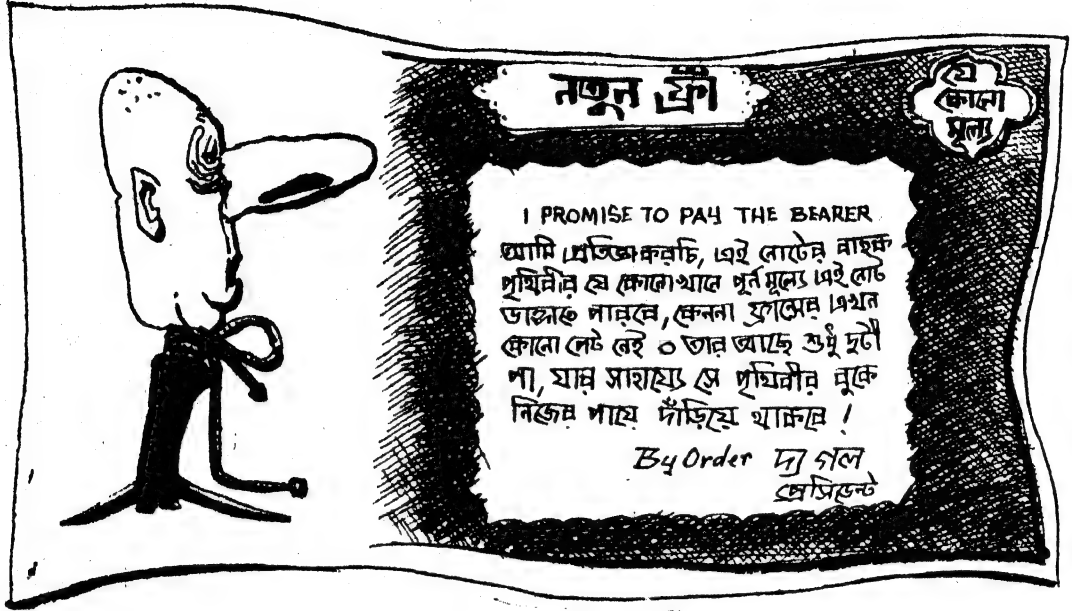 নতুন ফ্রাঁ
যে
কোনো
মূল্য
I PROMISE TO PAY THE BEARER
আমি প্রতিজ্ঞা করচি, এই নোটের বাহক
পৃথিবীর যে কোনোখানে পূর্ন মূল্যে এই নোট
ভাঙ্গাতে পারবে, কেননা ফ্রান্সের এখন
কোনো পেট নেই ০ তার আছে শুধু দুটী
পা, যার সাহায্যে সে পৃথিবীর বুকে
নিজের পায়ে দাঁড়িয়ে থাকবে !
By Order দ্য গল
প্রেসিডেন্ট